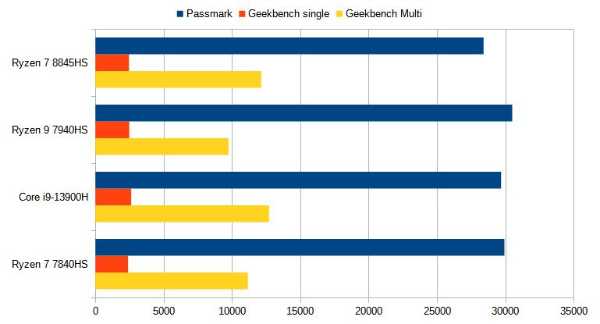 Passmark Geekbench single Geekbench Multi
Ryzen 7 8845HS
Ryzen 9 7940HS
Core i9-13900H
Ryzen 7 7840HS
0 5000 10000 15000 20000 25000 30000 35000